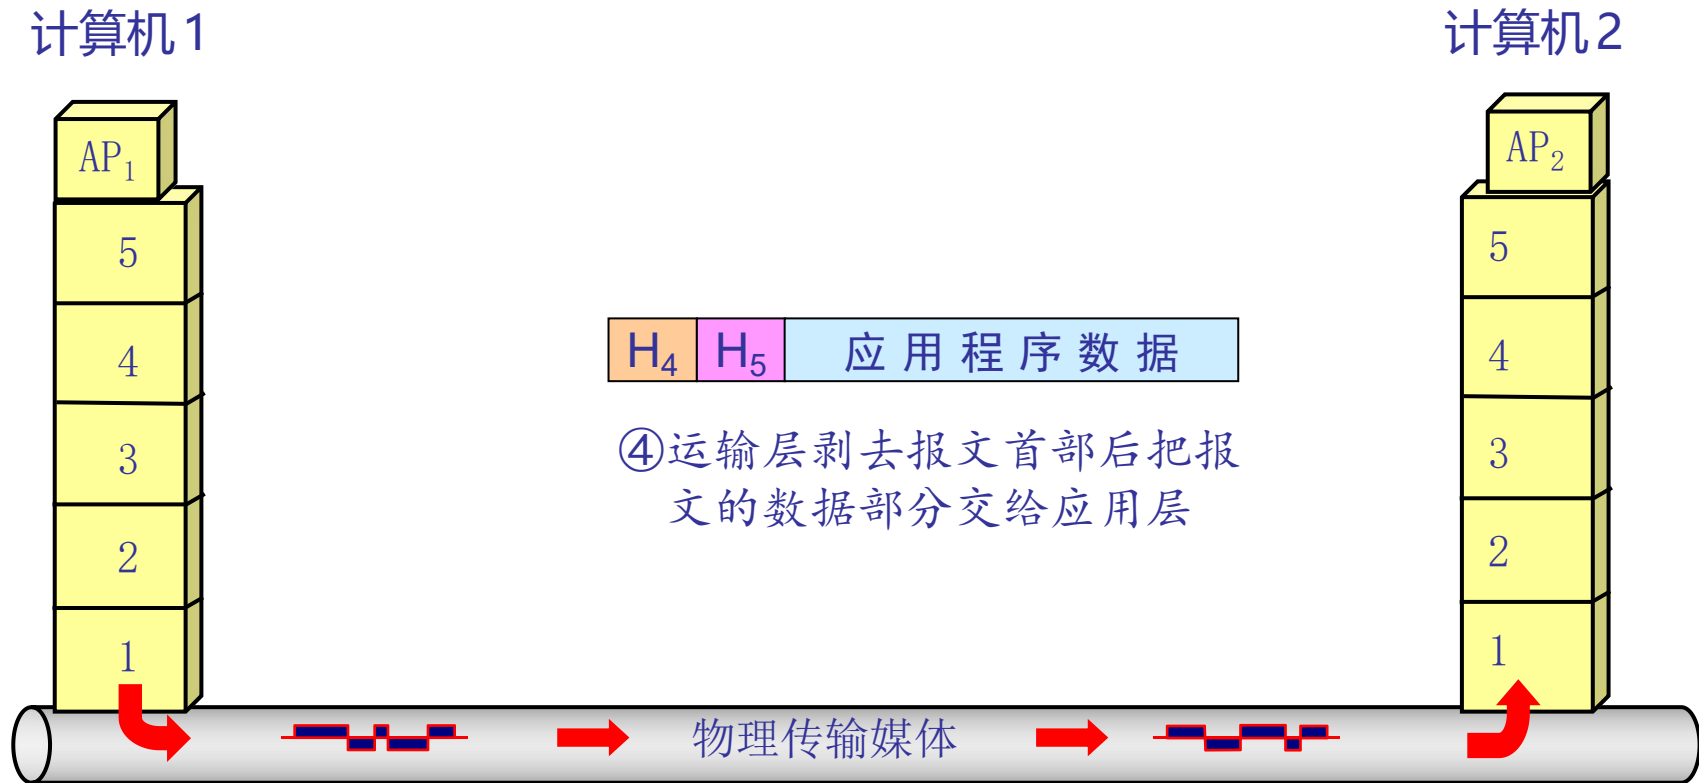 计算机1
计算机2
AP₁
AP₂
5
5
H₄ H₅ 应用程序数据
4
4
④运输层剥去报文首部后把报
文的数据部分交给应用层
3
3
2
2
1
1
物理传输媒体